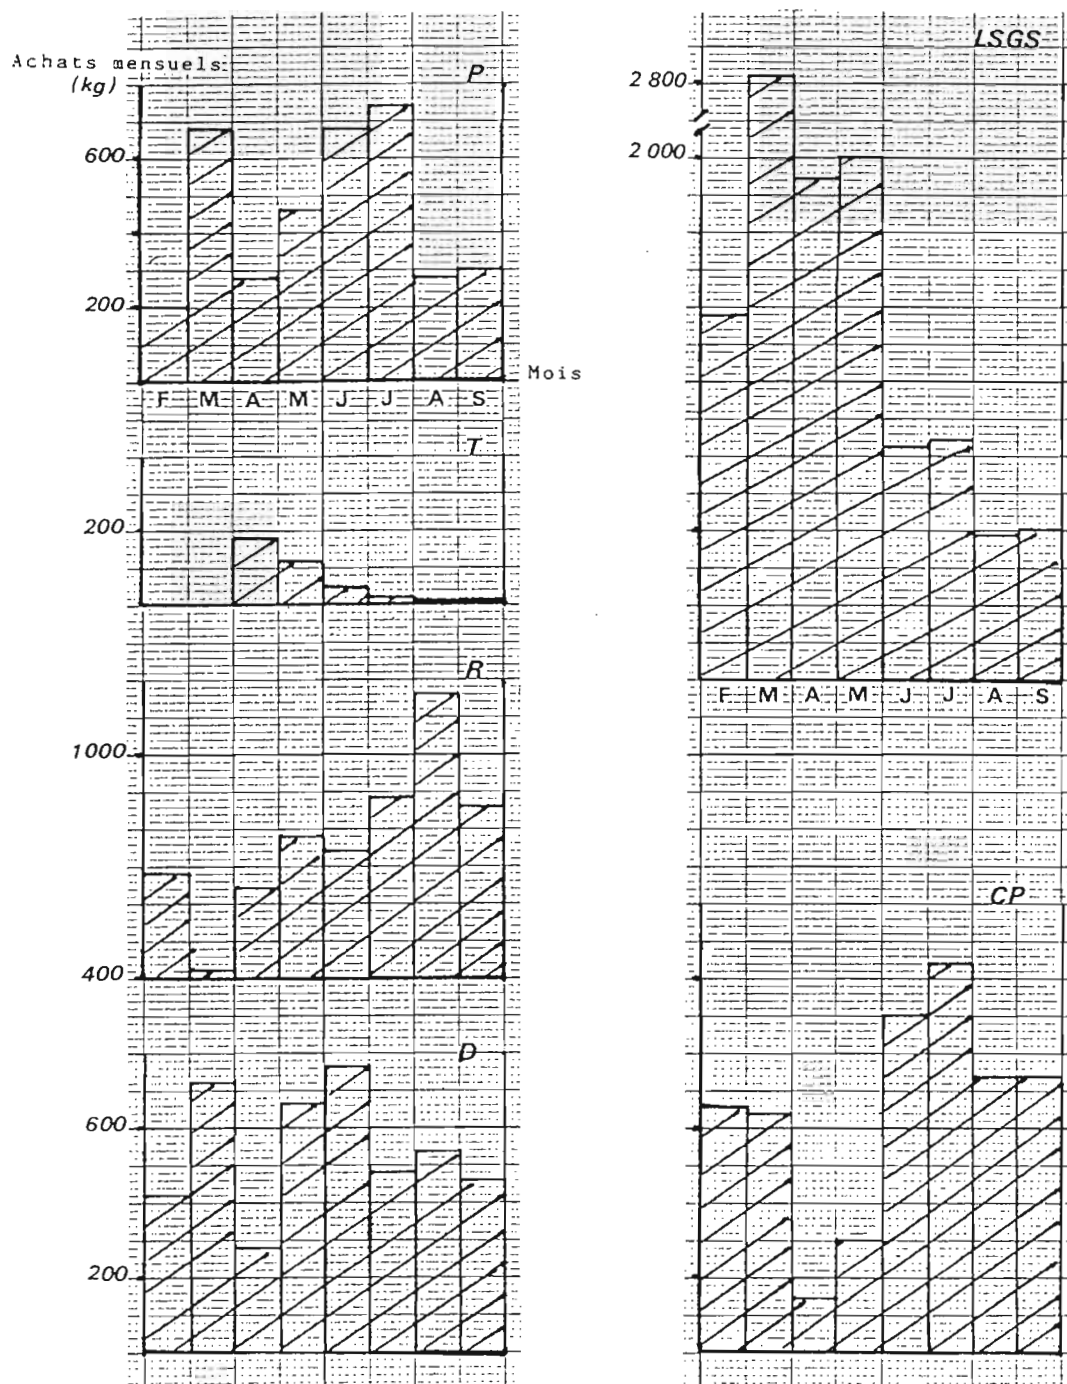 Achats mensuels
(kg)
P
600
200
Mois
F M A M J J A S
T
200
R
1000
400
D
600
200
LSGS
2 800
2 000
F M A M J J A S
CP